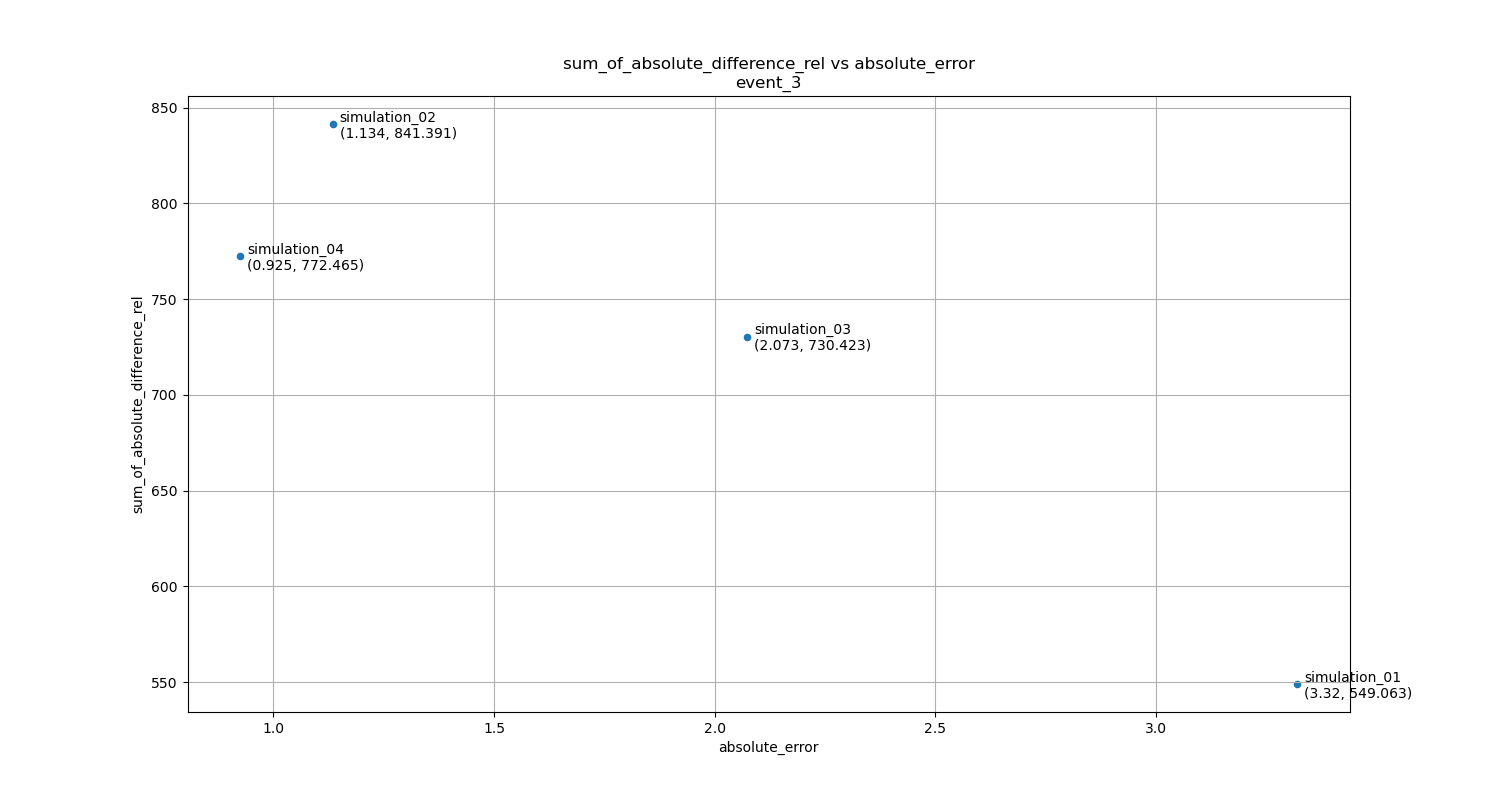 sum_of_absolute_difference_rel vs absolute_error
event_3
850
800
750
700
650
600
550
sum_of_absolute_difference_rel
simulation_02
(1.134, 841.391)
simulation_04
(0.925, 772.465)
simulation_03
(2.073, 730.423)
simulation_01
(3.32, 549.063)
1.0
1.5
2.0
2.5
3.0
absolute_error